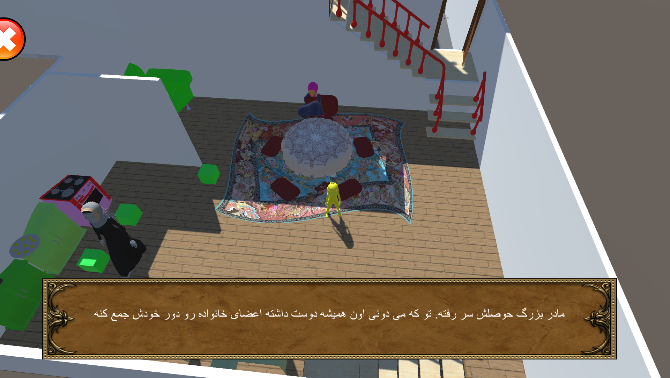 مادر بزرگ حوصلش سر رفته. تو که می دونی اون همیشه دوست داشته اعضای خانواده رو دور خودش جمع کنه